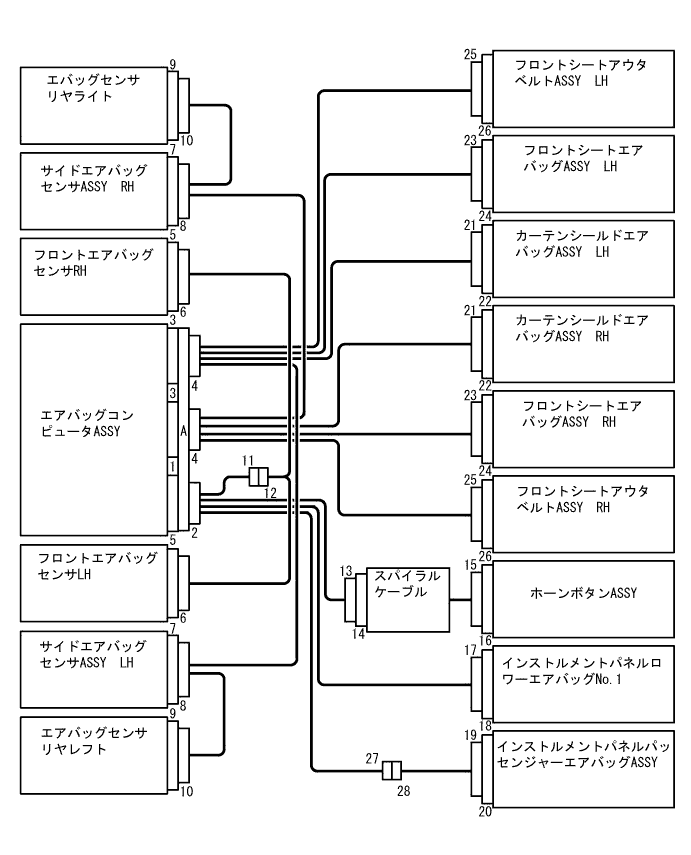 9
エバッグセンサ
リヤライト
10
7
サイドエアバッグ
センサASSY RH
8
5
フロントエアバッグ
センサRH
6
3
4
3
エアバッグコン
ピュータASSY
A
4
1
2
11
12
5
フロントエアバッグ
センサLH
6
7
サイドエアバッグ
センサASSY LH
8
9
エアバッグセンサ
リヤレフト
10
25
フロントシートアウタ
ベルトASSY LH
26
23
フロントシートエア
バッグASSY LH
24
21
カーテンシールドエア
バッグASSY LH
22
21
カーテンシールドエア
バッグASSY RH
22
23
フロントシートエア
バッグASSY RH
24
25
フロントシートアウタ
ベルトASSY RH
26
13
スパイラル
ケーブル
14
15
ホーンボタンASSY
16
17
インストルメントパネルロ
ワーエアバッグNo.1
18
27
28
19
インストルメントパネルパッ
センジャーエアバッグASSY
20